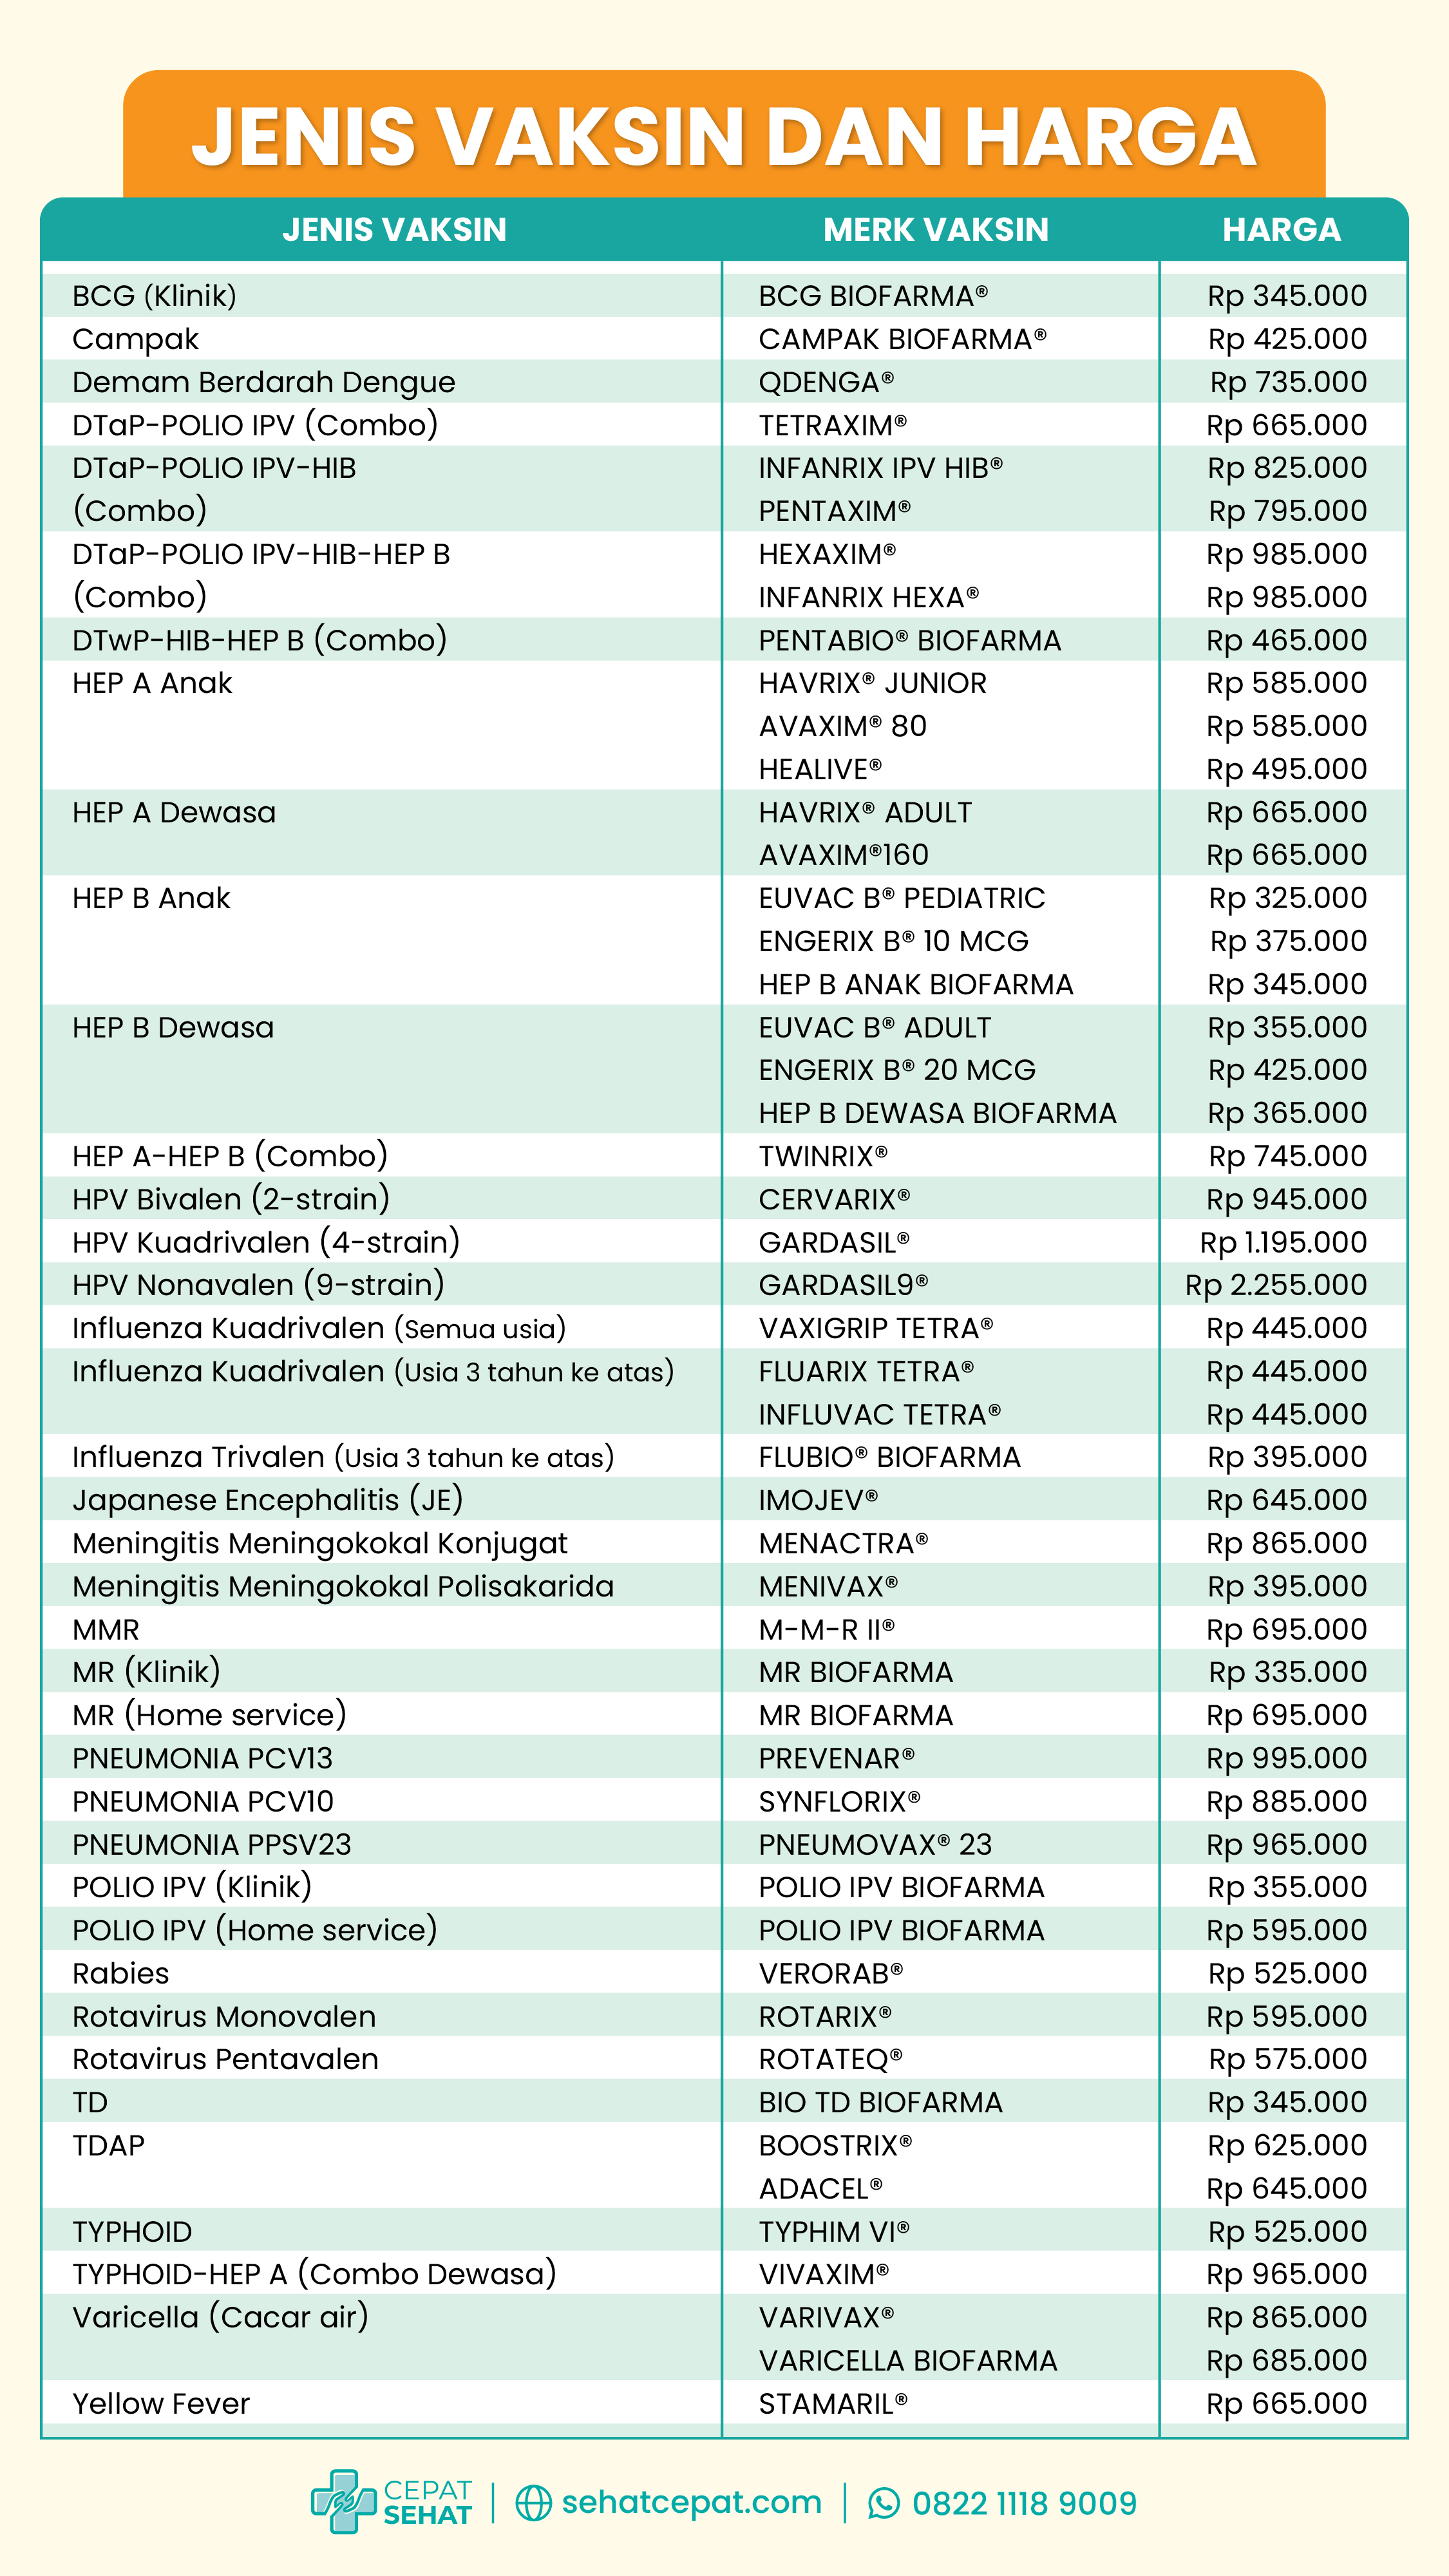 JENIS VAKSIN DAN HARGA
JENIS VAKSIN MERK VAKSIN HARGA
BCG (Klinik) BCG BIOFARMA® Rp 345.000
Campak CAMPAK BIOFARMA® Rp 425.000
Demam Berdarah Dengue QDENGA® Rp 735.000
DTaP-POLIO IPV (Combo) TETRAXIM® Rp 665.000
DTaP-POLIO IPV-HIB INFANRIX IPV HIB® Rp 825.000
(Combo) PENTAXIM® Rp 795.000
DTaP-POLIO IPV-HIB-HEP B HEXAXIM® Rp 985.000
(Combo) INFANRIX HEXA® Rp 985.000
DTwP-HIB-HEP B (Combo) PENTABIO® BIOFARMA Rp 465.000
HEP A Anak HAVRIX® JUNIOR Rp 585.000
AVAXIM® 80 Rp 585.000
HEALIVE® Rp 495.000
HEP A Dewasa HAVRIX® ADULT Rp 665.000
AVAXIM®160 Rp 665.000
HEP B Anak EUVAC B® PEDIATRIC Rp 325.000
ENGERIX B® 10 MCG Rp 375.000
HEP B ANAK BIOFARMA Rp 345.000
HEP B Dewasa EUVAC B® ADULT Rp 355.000
ENGERIX B® 20 MCG Rp 425.000
HEP B DEWASA BIOFARMA Rp 365.000
HEP A-HEP B (Combo) TWINRIX® Rp 745.000
HPV Bivalen (2-strain) CERVARIX® Rp 945.000
HPV Kuadrivalen (4-strain) GARDASIL® Rp 1.195.000
HPV Nonavalen (9-strain) GARDASIL9® Rp 2.255.000
Influenza Kuadrivalen (Semua usia) VAXIGRIP TETRA® Rp 445.000
Influenza Kuadrivalen (Usia 3 tahun ke atas) FLUARIX TETRA® Rp 445.000
INFLUVAC TETRA® Rp 445.000
Influenza Trivalen (Usia 3 tahun ke atas) FLUBIO® BIOFARMA Rp 395.000
Japanese Encephalitis (JE) IMOJEV® Rp 645.000
Meningitis Meningokokal Konjugat MENACTRA® Rp 865.000
Meningitis Meningokokal Polisakarida MENIVAX® Rp 395.000
MMR M-M-R II® Rp 695.000
MR (Klinik) MR BIOFARMA Rp 335.000
MR (Home service) MR BIOFARMA Rp 695.000
PNEUMONIA PCV13 PREVENAR® Rp 995.000
PNEUMONIA PCV10 SYNFLORIX® Rp 885.000
PNEUMONIA PPSV23 PNEUMOVAX® 23 Rp 965.000
POLIO IPV (Klinik) POLIO IPV BIOFARMA Rp 355.000
POLIO IPV (Home service) POLIO IPV BIOFARMA Rp 595.000
Rabies VERORAB® Rp 525.000
Rotavirus Monovalen ROTARIX® Rp 595.000
Rotavirus Pentavalen ROTATEQ® Rp 575.000
TD BIO TD BIOFARMA Rp 345.000
TDAP BOOSTRIX® Rp 625.000
ADACEL® Rp 645.000
TYPHOID TYPHIM VI® Rp 525.000
TYPHOID-HEP A (Combo Dewasa) VIVAXIM® Rp 965.000
Varicella (Cacar air) VARIVAX® Rp 865.000
VARICELLA BIOFARMA Rp 685.000
Yellow Fever STAMARIL® Rp 665.000
CEPAT
SEHAT
sehatcepat.com
0822 1118 9009